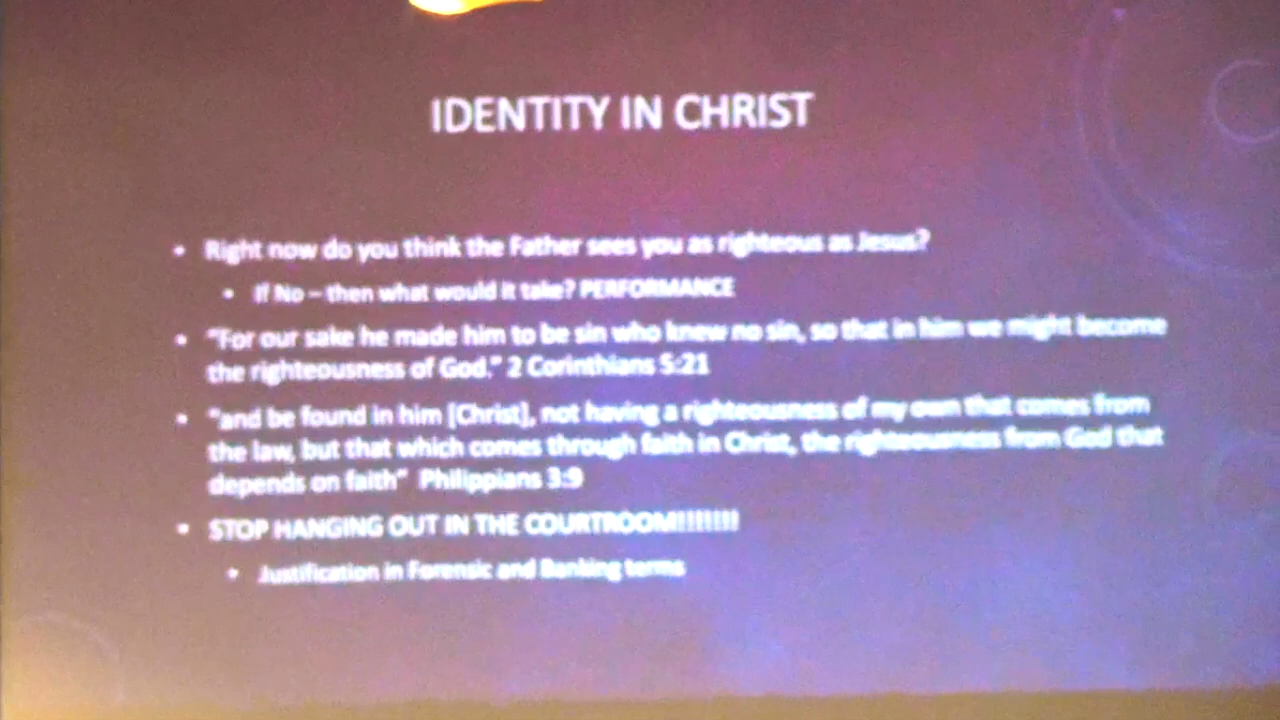 IDENTITY IN CHRIST
• Right now do you think the Father sees you as righteous as Jesus?
• If No – then what would it take? PERFORMANCE
• “For our sake he made him to be sin who knew no sin, so that in him we might become
the righteousness of God.” 2 Corinthians 5:21
• “and be found in him [Christ], not having a righteousness of my own that comes from
the law, but that which comes through faith in Christ, the righteousness from God that
depends on faith” Philippians 3:9
• STOP HANGING OUT IN THE COURTROOM!!!!!!!!
• Justification in Forensic and Banking terms